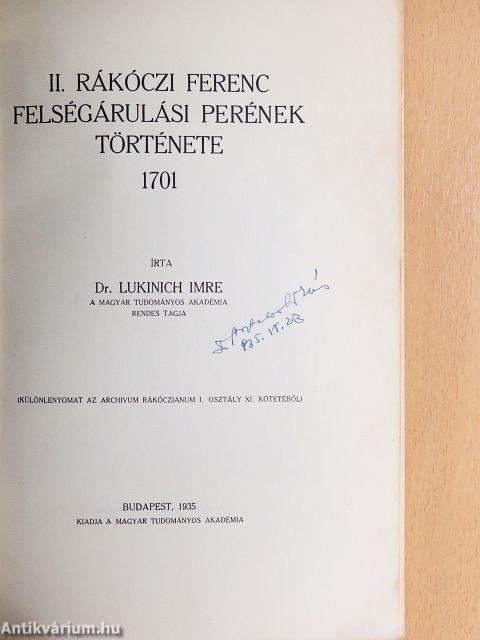 II. RÁKÓCZI FERENC
FELSÉGÁRULÁSI PERÉNEK
TÖRTÉNETE
1701
ÍRTA
Dr. LUKINICH IMRE
A MAGYAR TUDOMÁNYOS AKADÉMIA
RENDES TAGJA
(KÜLÖNLENYOMAT AZ ARCHIVUM RÁKÓCZIANUM I. OSZTÁLY XI. KÖTETÉBŐL)
BUDAPEST, 1935
KIADJA A MAGYAR TUDOMÁNYOS AKADÉMIA
Antikvárium.hu